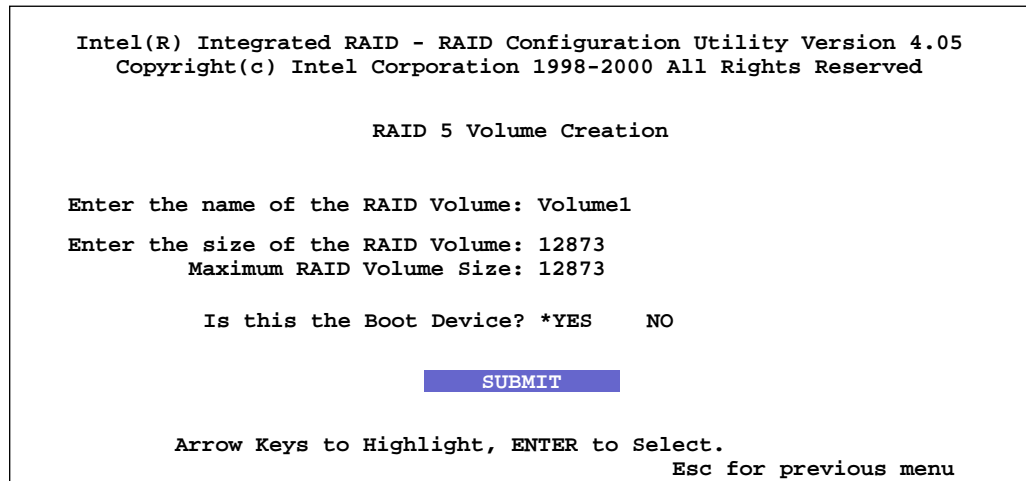 Intel(R) Integrated RAID - RAID Configuration Utility Version 4.05
Copyright(c) Intel Corporation 1998-2000 All Rights Reserved
RAID 5 Volume Creation
Enter the name of the RAID Volume: Volume1
Enter the size of the RAID Volume: 12873
Maximum RAID Volume Size: 12873
Is this the Boot Device? *YES NO
SUBMIT
Arrow Keys to Highlight, ENTER to Select.
Esc for previous menu